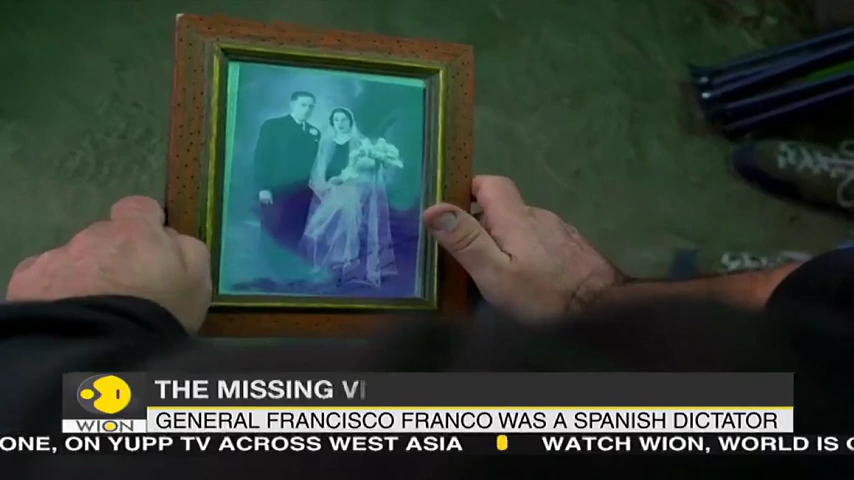 THE MISSING VI
WION
GENERAL FRANCISCO FRANCO WAS A SPANISH DICTATOR
ONE, ON YUPP TV ACROSS WEST ASIA WATCH WION, WORLD IS